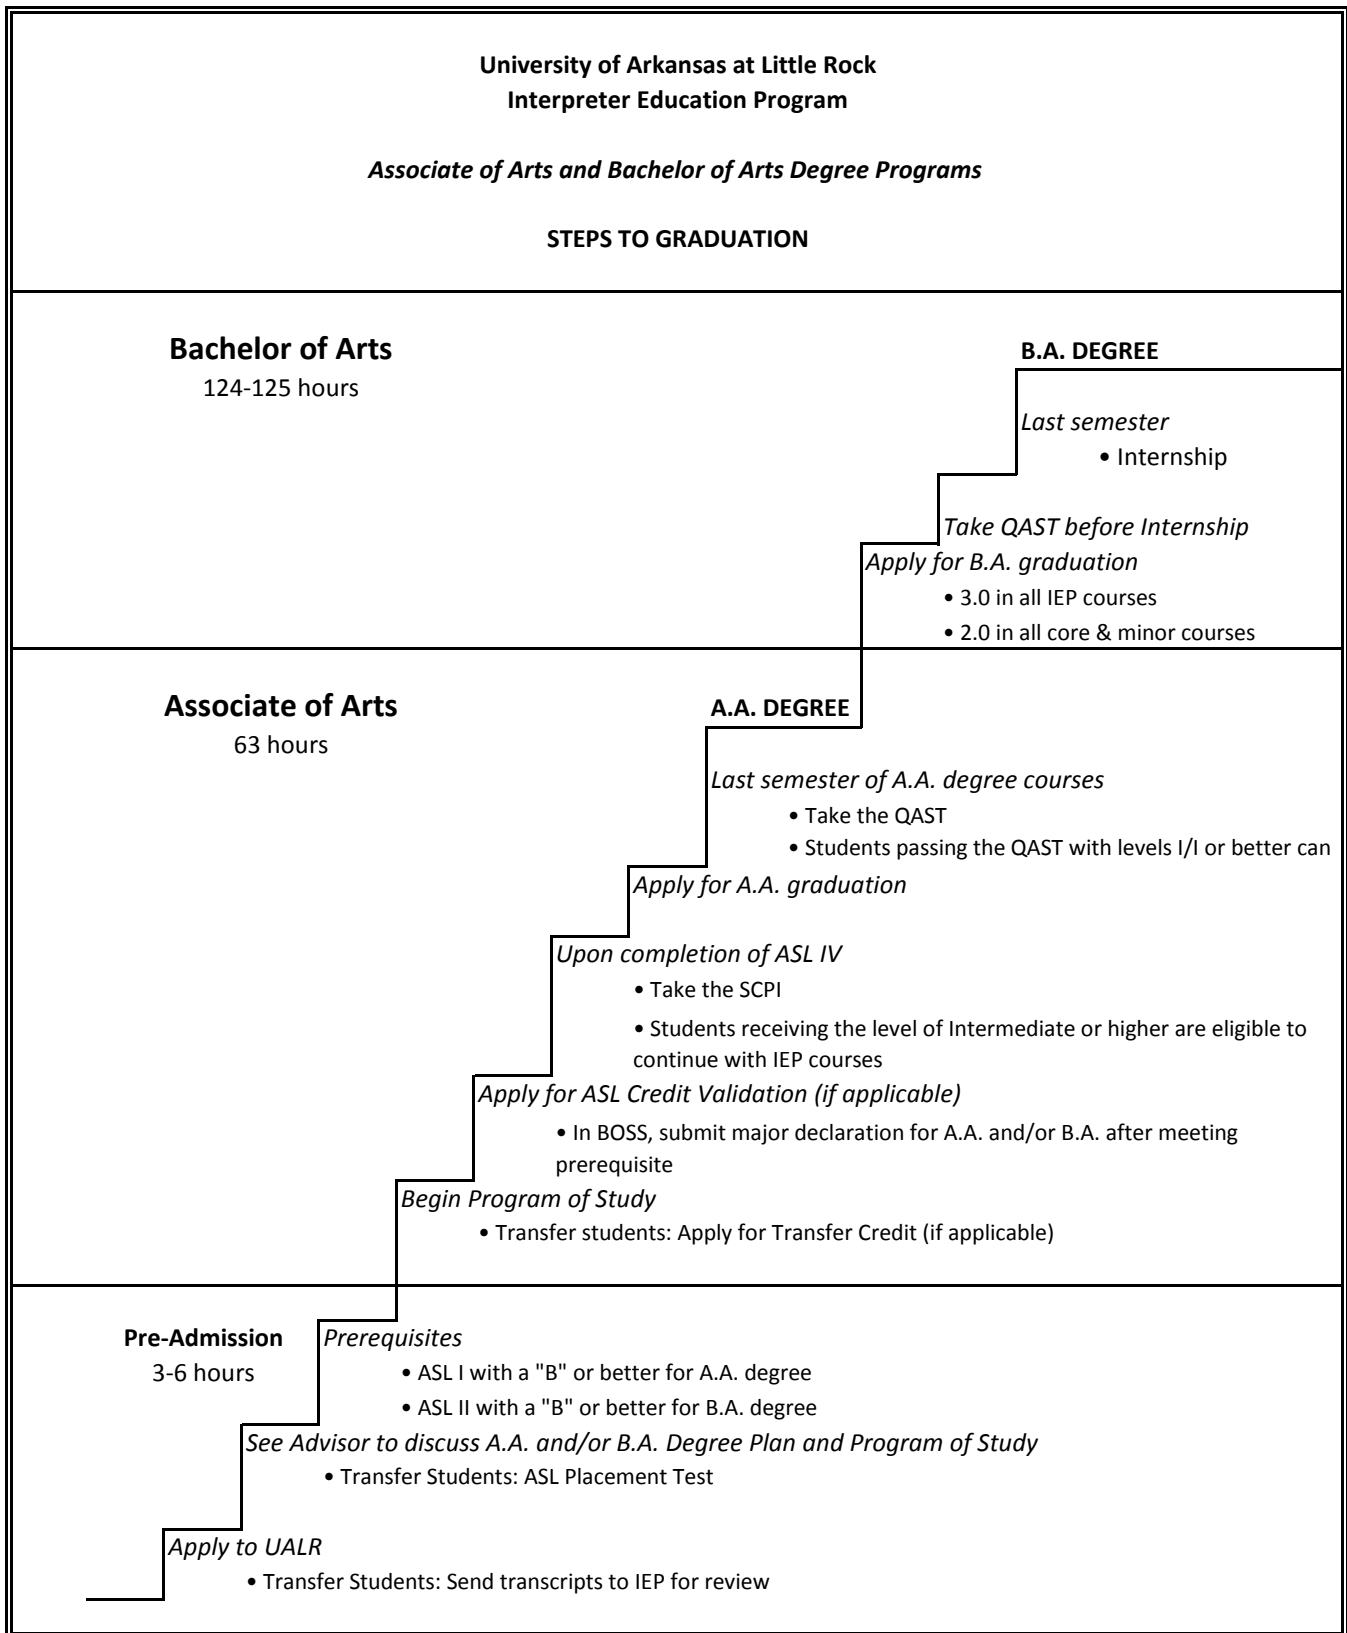 University of Arkansas at Little Rock
Interpreter Education Program
Associate of Arts and Bachelor of Arts Degree Programs
STEPS TO GRADUATION
Bachelor of Arts
124-125 hours
B.A. DEGREE
Last semester
• Internship
Take QAST before Internship
Apply for B.A. graduation
• 3.0 in all IEP courses
• 2.0 in all core & minor courses
Associate of Arts
63 hours
A.A. DEGREE
Last semester of A.A. degree courses
• Take the QAST
• Students passing the QAST with levels I/I or better can
Apply for A.A. graduation
Upon completion of ASL IV
• Take the SCPI
• Students receiving the level of Intermediate or higher are eligible to
continue with IEP courses
Apply for ASL Credit Validation (if applicable)
• In BOSS, submit major declaration for A.A. and/or B.A. after meeting
prerequisite
Begin Program of Study
• Transfer students: Apply for Transfer Credit (if applicable)
Pre-Admission
3-6 hours
Prerequisites
• ASL I with a "B" or better for A.A. degree
• ASL II with a "B" or better for B.A. degree
See Advisor to discuss A.A. and/or B.A. Degree Plan and Program of Study
• Transfer Students: ASL Placement Test
Apply to UALR
• Transfer Students: Send transcripts to IEP for review